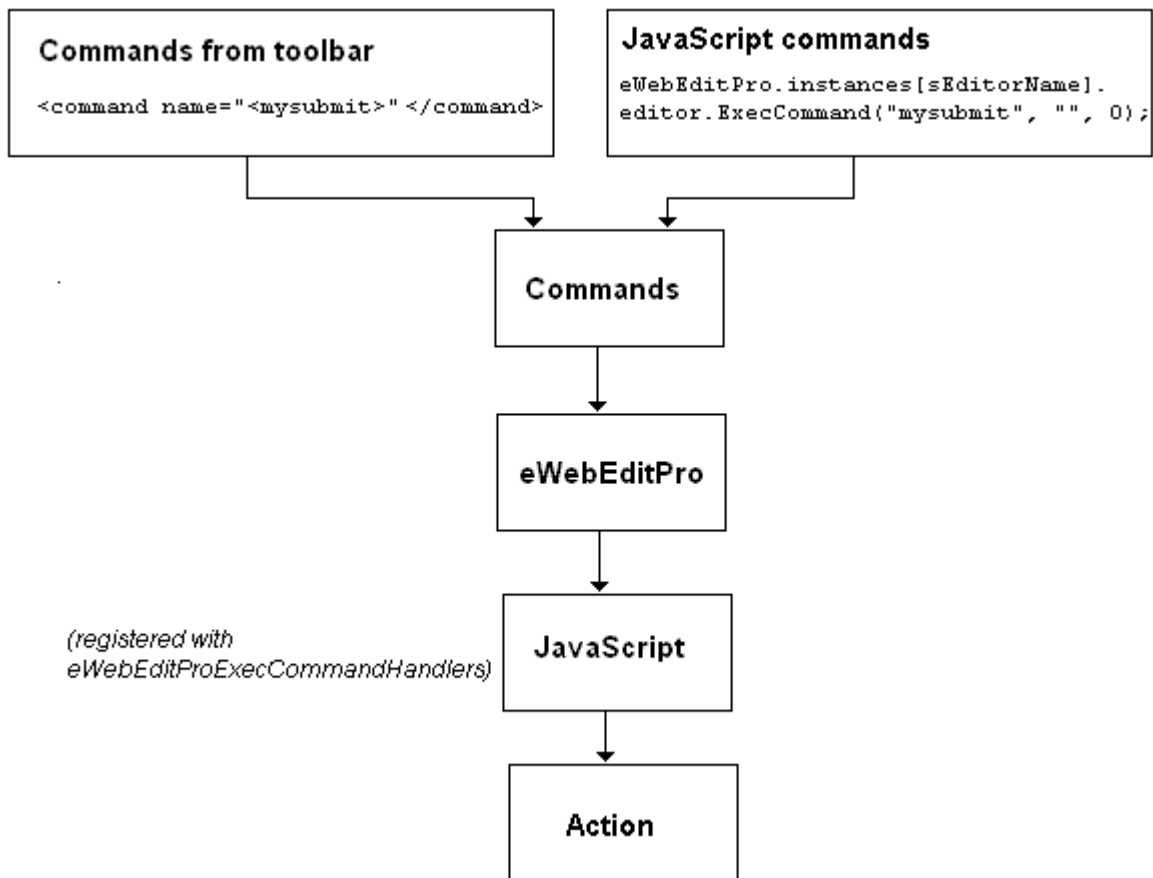 Commands from toolbar
<command name="<mysubmit>" </command>
JavaScript commands
eWebEditPro.instances[sEditorName].
editor.ExecCommand("mysubmit", "", 0);
Commands
eWebEditPro
(registered with
eWebEditProExecCommandHandlers)
JavaScript
Action